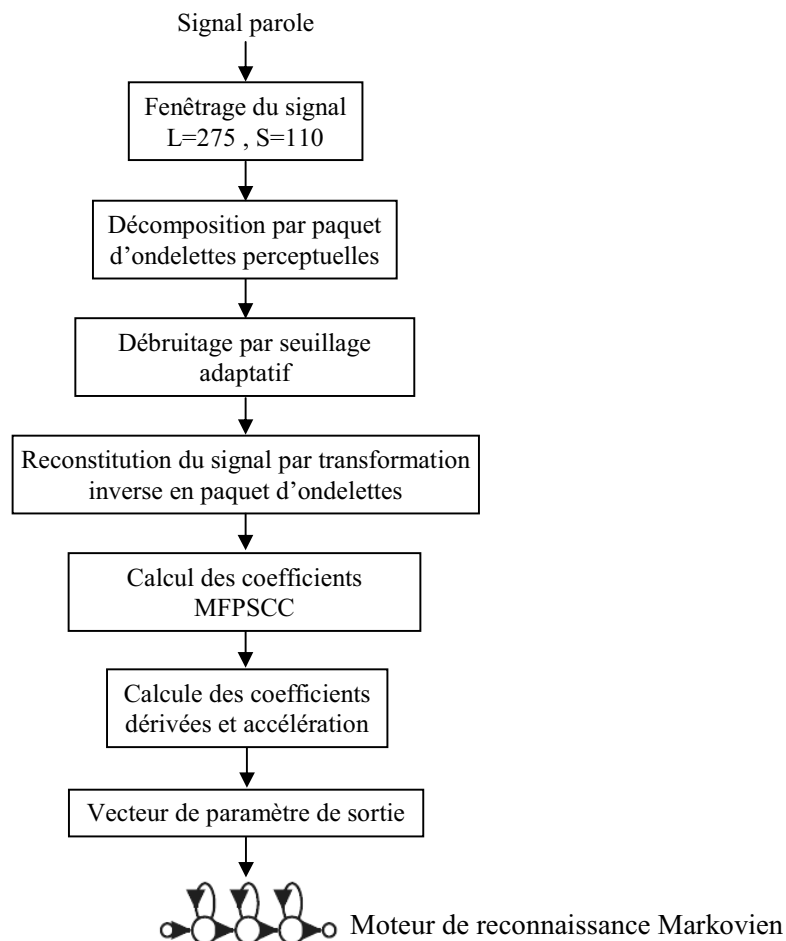 Signal parole
Fenêtrage du signal
L=275 , S=110
Décomposition par paquet
d’ondelettes perceptuelles
Débruitage par seuillage
adaptatif
Reconstitution du signal par transformation
inverse en paquet d’ondelettes
Calcul des coefficients
MFPSCC
Calcule des coefficients
dérivées et accélération
Vecteur de paramètre de sortie
Moteur de reconnaissance Markovien